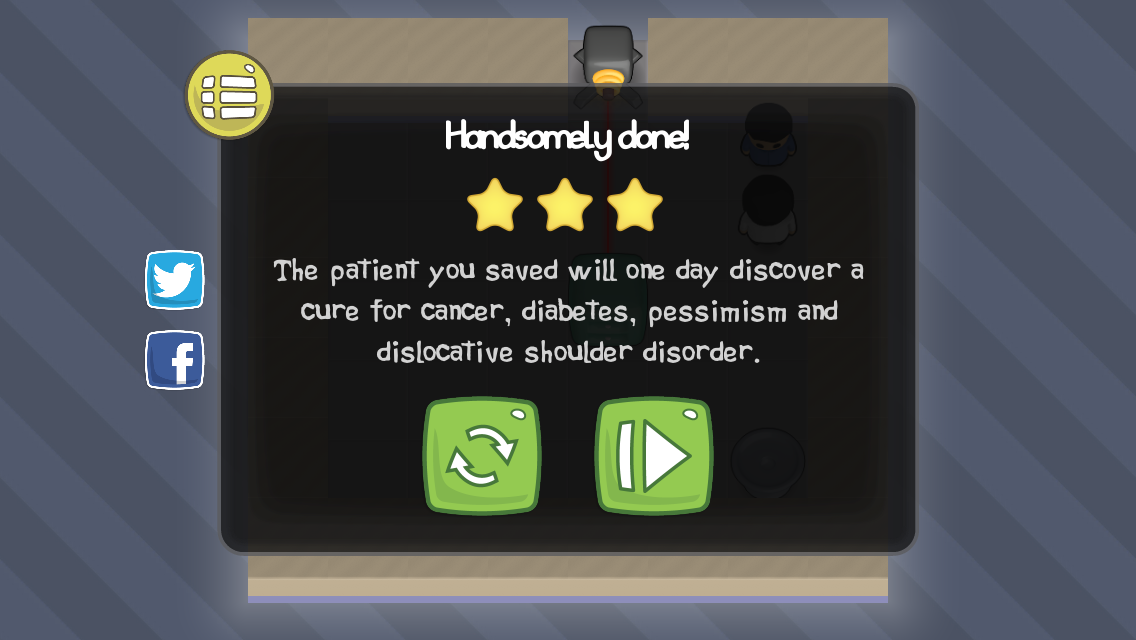 Handsomely done!
The patient you saved will one day discover a
cure for cancer, diabetes, pessimism and
dislocative shoulder disorder.